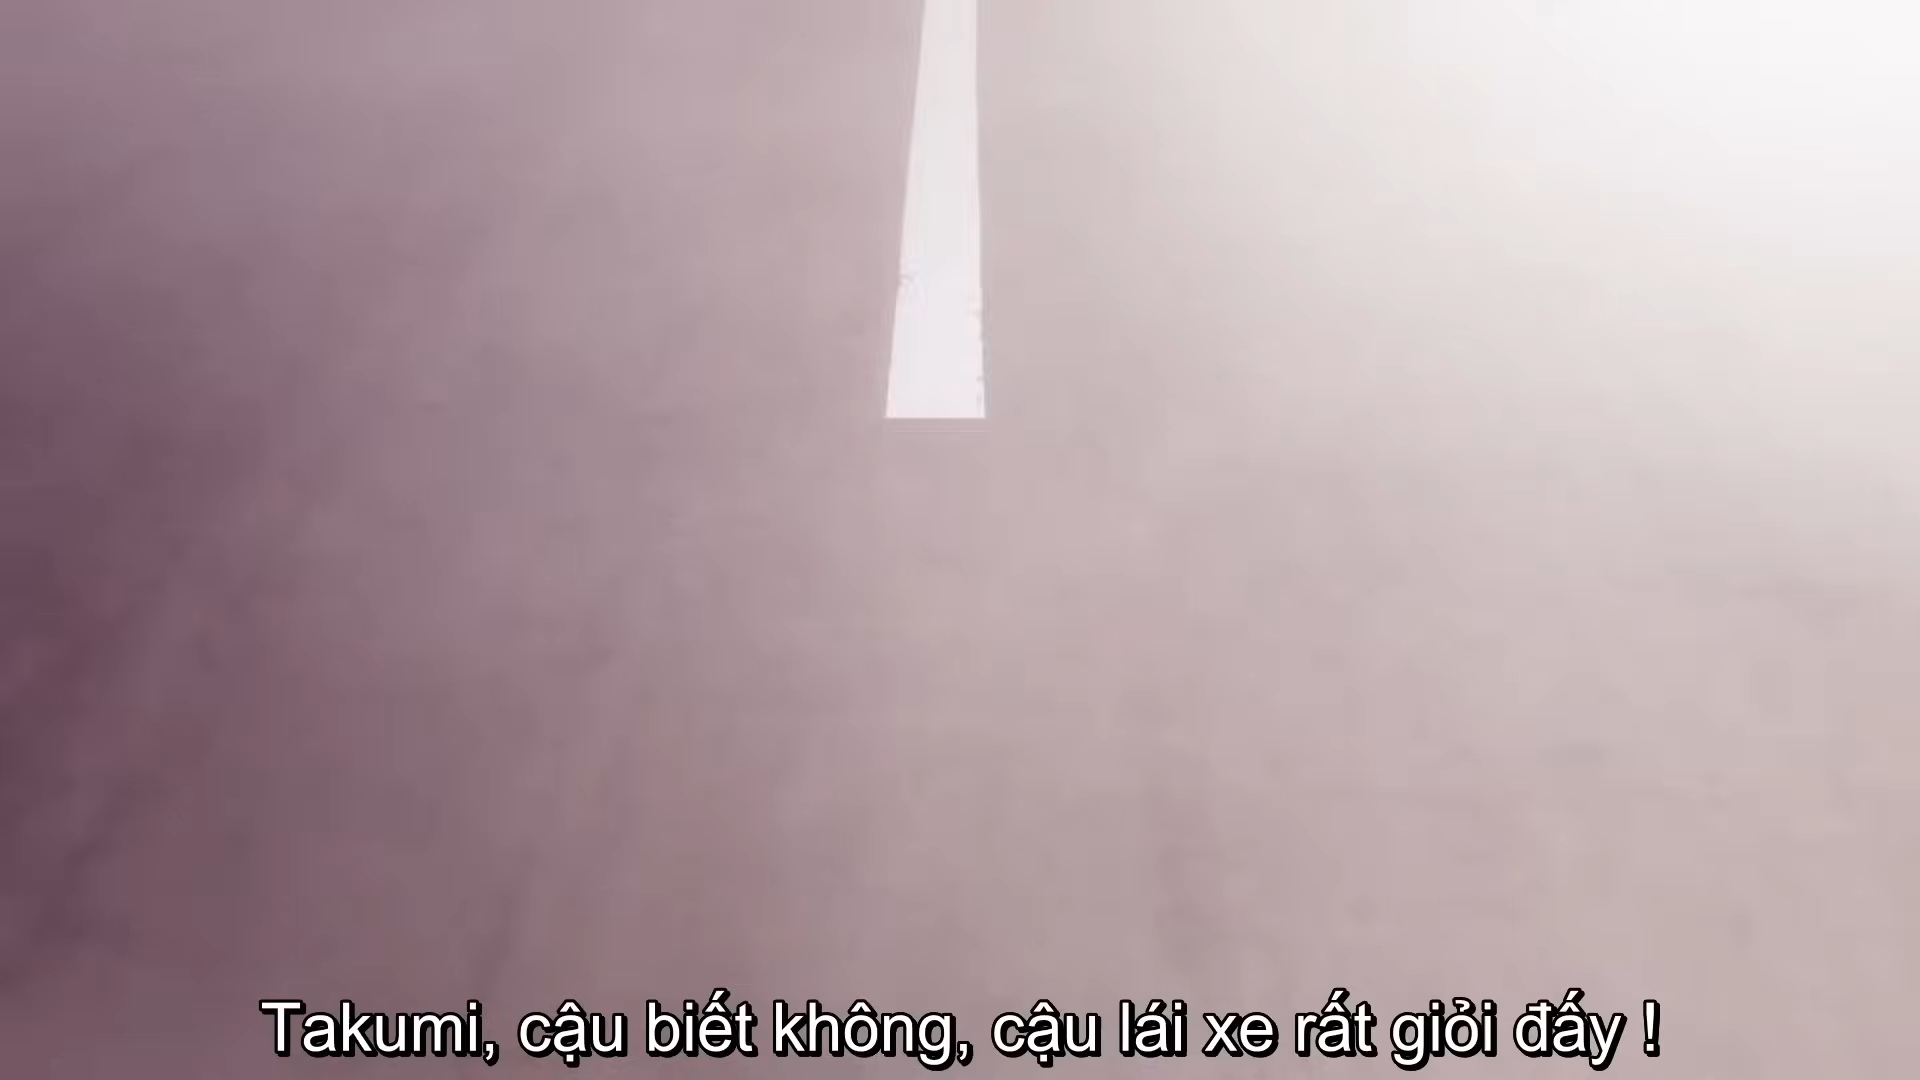 Takumi, cậu biết không, cậu lái xe rất giỏi đấy !